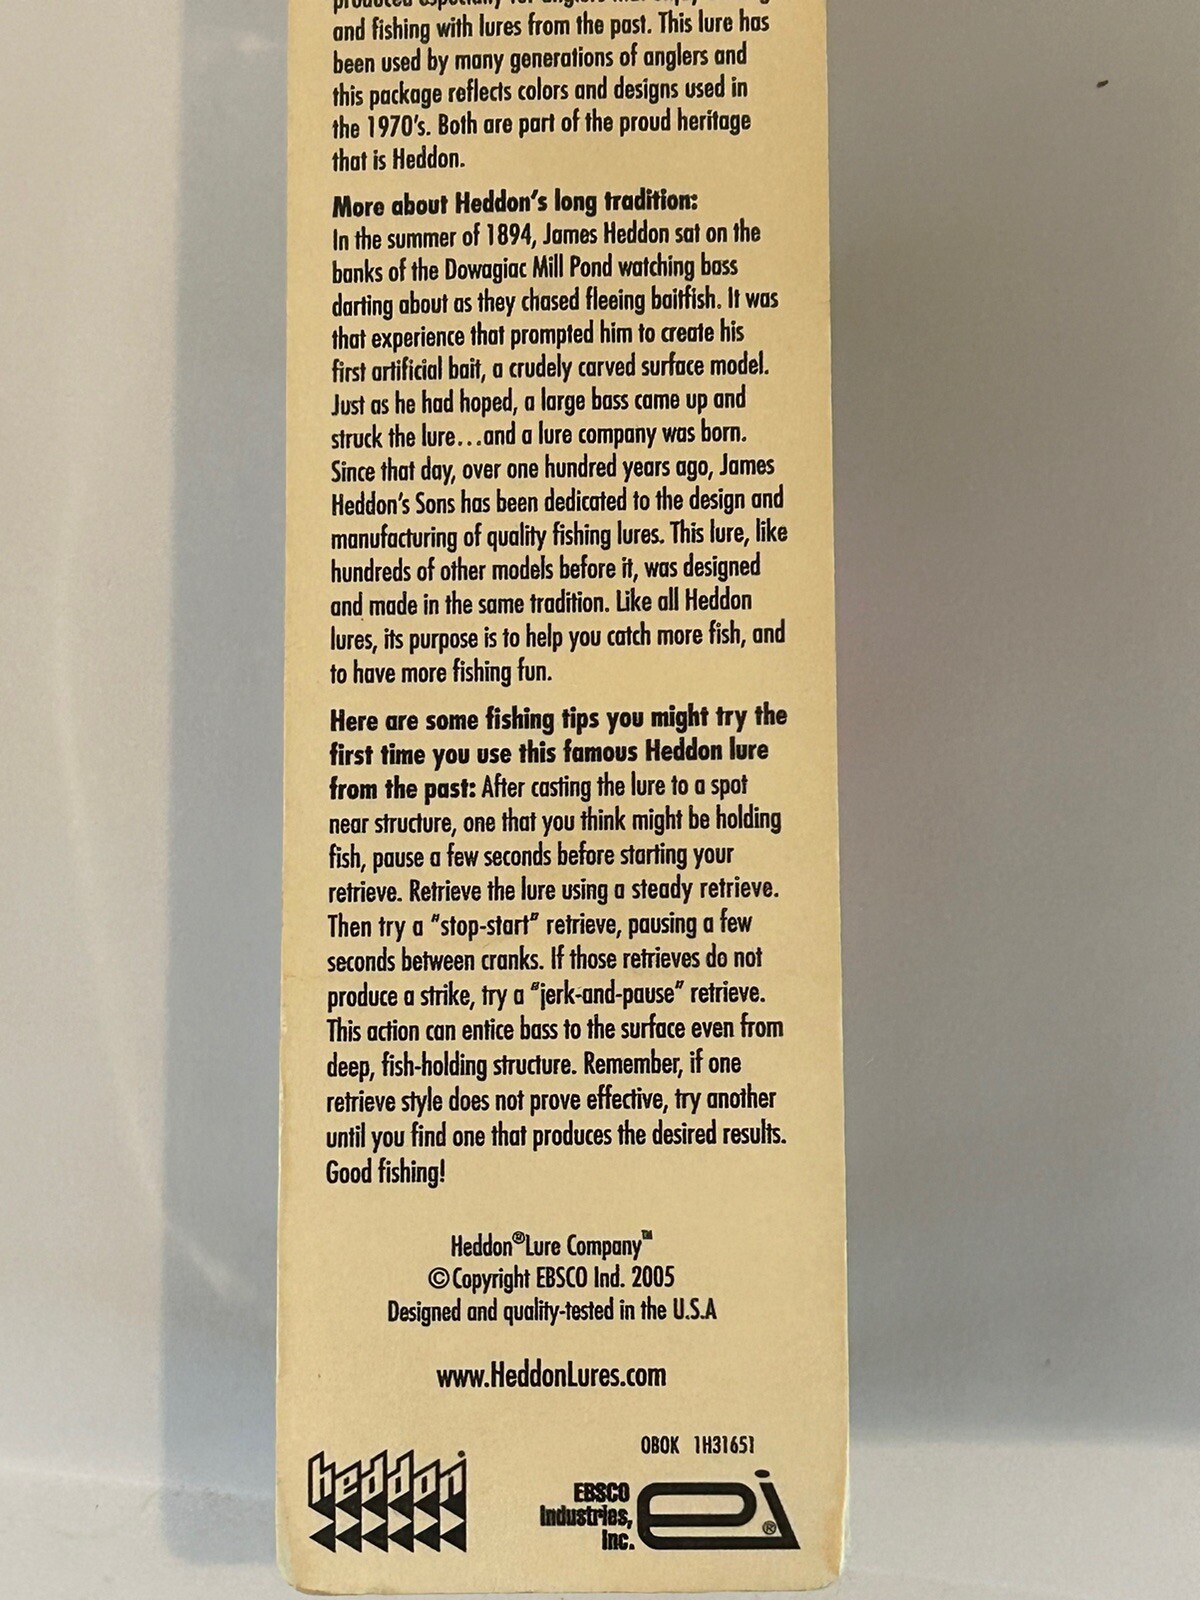 produced especially for anglers that enjoy
and fishing with lures from the past. This lure has
been used by many generations of anglers and
this package reflects colors and designs used in
the 1970's. Both are part of the proud heritage
that is Heddon.
More about Heddon's long tradition:
In the summer of 1894, James Heddon sat on the
banks of the Dowagiac Mill Pond watching bass
darting about as they chased fleeing baitfish. It was
that experience that prompted him to create his
first artificial bait, a crudely carved surface model.
Just as he had hoped, a large bass came up and
struck the lure...and a lure company was born.
Since that day, over one hundred years ago, James
Heddon's Sons has been dedicated to the design and
manufacturing of quality fishing lures. This lure, like
hundreds of other models before it, was designed
and made in the same tradition. Like all Heddon
lures, its purpose is to help you catch more fish, and
to have more fishing fun.
Here are some fishing tips you might try the
first time you use this famous Heddon lure
from the past: After casting the lure to a spot
near structure, one that you think might be holding
fish, pause a few seconds before starting your
retrieve. Retrieve the lure using a steady retrieve.
Then try a "stop-start" retrieve, pausing a few
seconds between cranks. If those retrieves do not
produce a strike, try a "jerk-and-pause" retrieve.
This action can entice bass to the surface even from
deep, fish-holding structure. Remember, if one
retrieve style does not prove effective, try another
until you find one that produces the desired results.
Good fishing!
Heddon® Lure Company™
© Copyright EBSCO Ind. 2005
Designed and quality-tested in the U.S.A
www.HeddonLures.com
OBOK 1H31651
heddon
EBSCO
Industries,
Inc.
ei ®